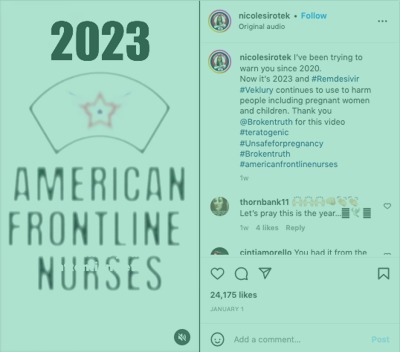 2023
AMERICAN
FRONTLINE
NURSES
nicolesirotek • Follow
Original audio
nicolesirotek I've been trying to
warn you since 2020.
Now it's 2023 and #Remdesivir
#Veklury continues to use to harm
people including pregnant women
and children. Thank you
@Brokentruth for this video
#teratogenic
#Unsafeforpregnancy
#Brokentruth
#americanfrontlinenurses
1w
thornbank11
Let's pray this is the year...
1w 4 likes Reply
cintiamorello You had it from the
24,175 likes
JANUARY 1
Add a comment... Post